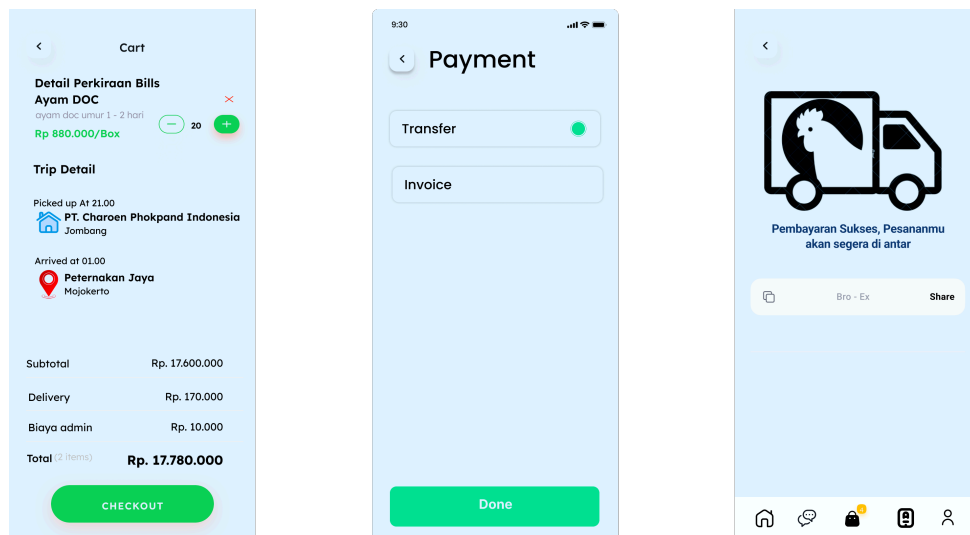 Cart
Detail Perkiraan Bills
Ayam DOC
ayam doc umur 1 - 2 hari
Rp 880.000/Box
20
Trip Detail
Picked up At 21.00
PT. Charoen Phokpand Indonesia
Jombang
Arrived at 01.00
Peternakan Jaya
Mojokerto
Subtotal Rp. 17.600.000
Delivery Rp. 170.000
Biaya admin Rp. 10.000
Total (2 items) Rp. 17.780.000
CHECKOUT
9:30
Payment
Transfer
Invoice
Done
Pembayaran Sukses, Pesananmu
akan segera di antar
Bro - Ex Share